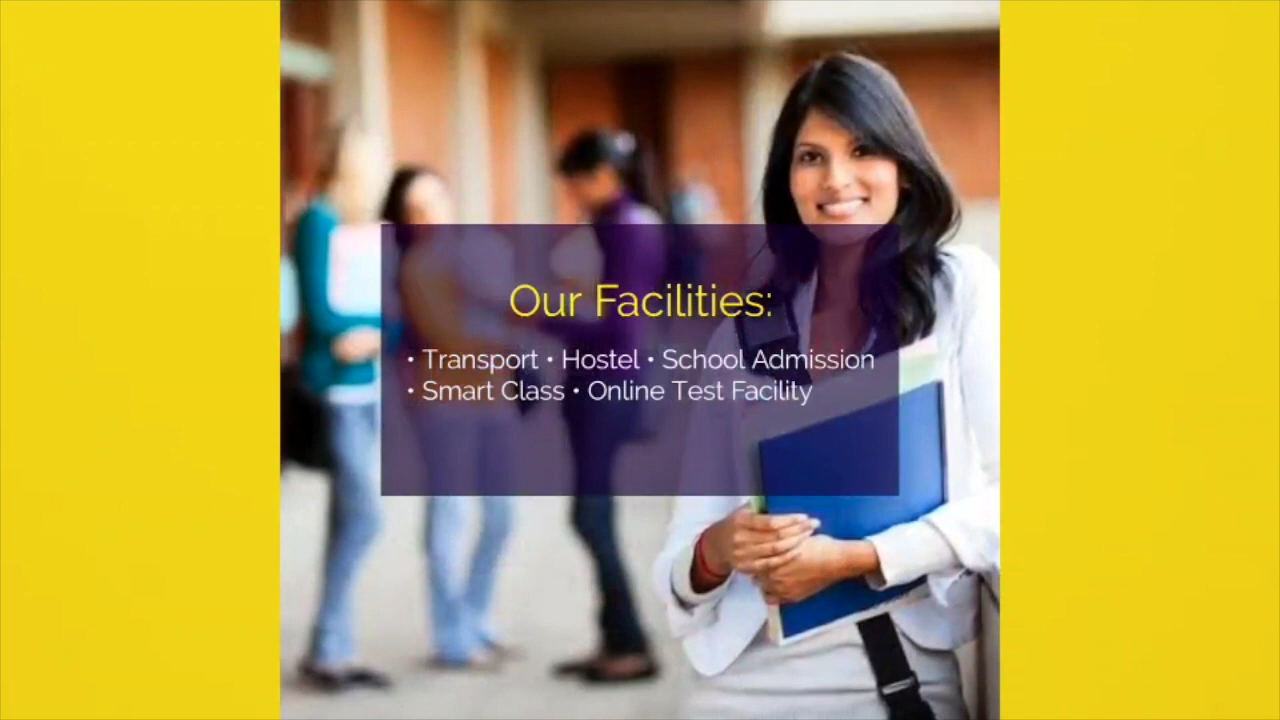 Our Facilities:
• Transport • Hostel • School Admission
• Smart Class • Online Test Facility